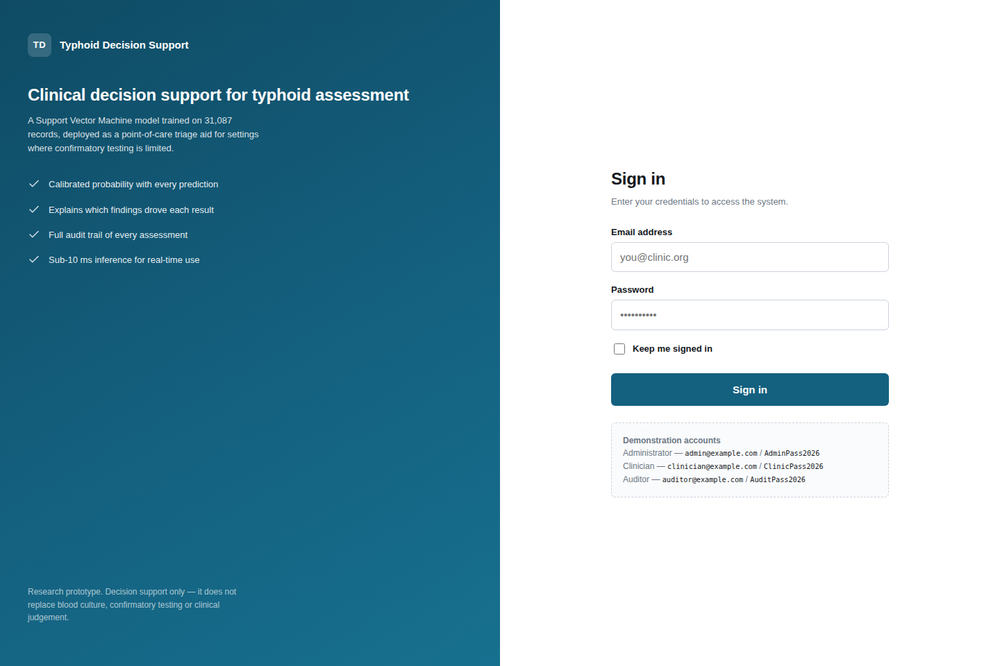 TD
Typhoid Decision Support
Clinical decision support for typhoid assessment
A Support Vector Machine model trained on 31,087
records, deployed as a point-of-care triage aid for settings
where confirmatory testing is limited.
Calibrated probability with every prediction
Explains which findings drove each result
Full audit trail of every assessment
Sub-10 ms inference for real-time use
Research prototype. Decision support only — it does not
replace blood culture, confirmatory testing or clinical
judgement.
Sign in
Enter your credentials to access the system.
Email address
you@clinic.org
Password
••••••••••
Keep me signed in
Sign in
Demonstration accounts
Administrator — admin@example.com / AdminPass2026
Clinician — clinician@example.com / ClinicPass2026
Auditor — auditor@example.com / AuditPass2026